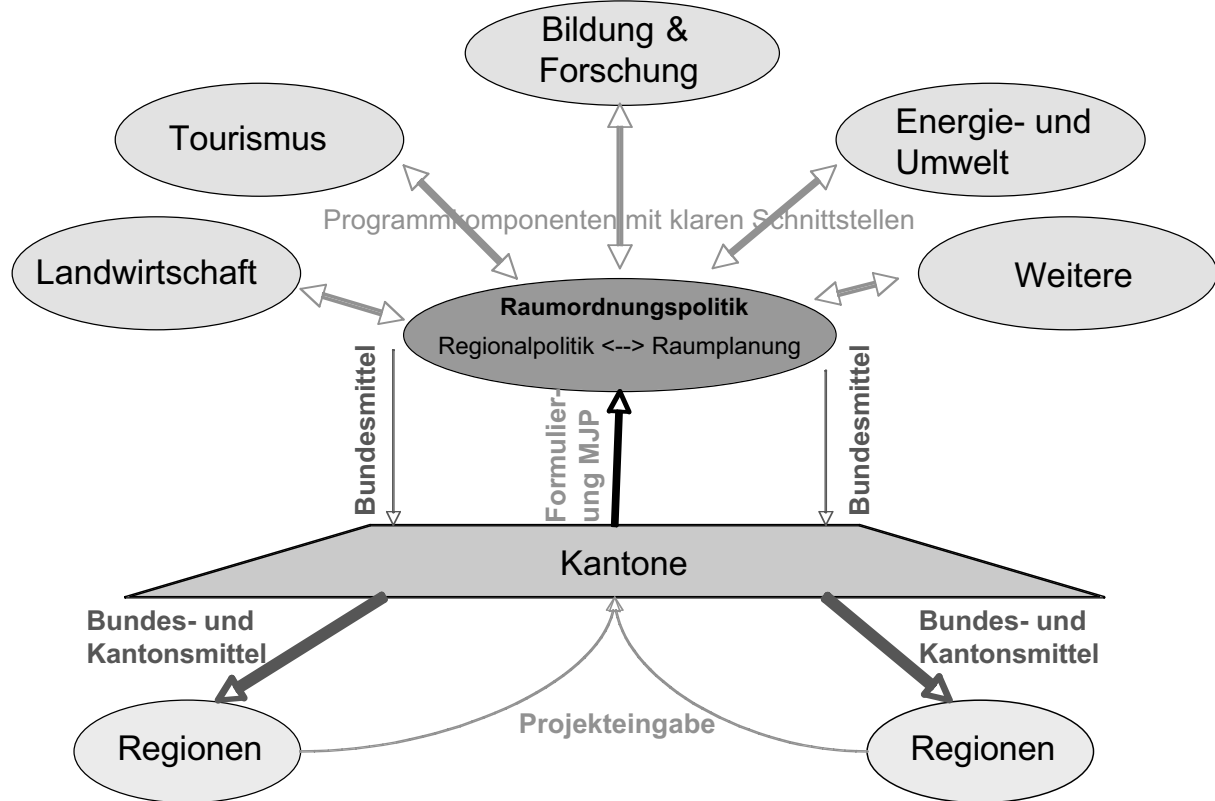 Bildung &
Forschung
Tourismus
Energie- und
Umwelt
Programmkomponenten mit klaren Schnittstellen
Landwirtschaft
Weitere
Raumordnungspolitik
Regionalpolitik <--> Raumplanung
Bundesmittel
Formulier-
ung MJP
Bundesmittel
Kantone
Bundes- und
Kantonsmittel
Bundes- und
Kantonsmittel
Projekteingabe
Regionen
Regionen